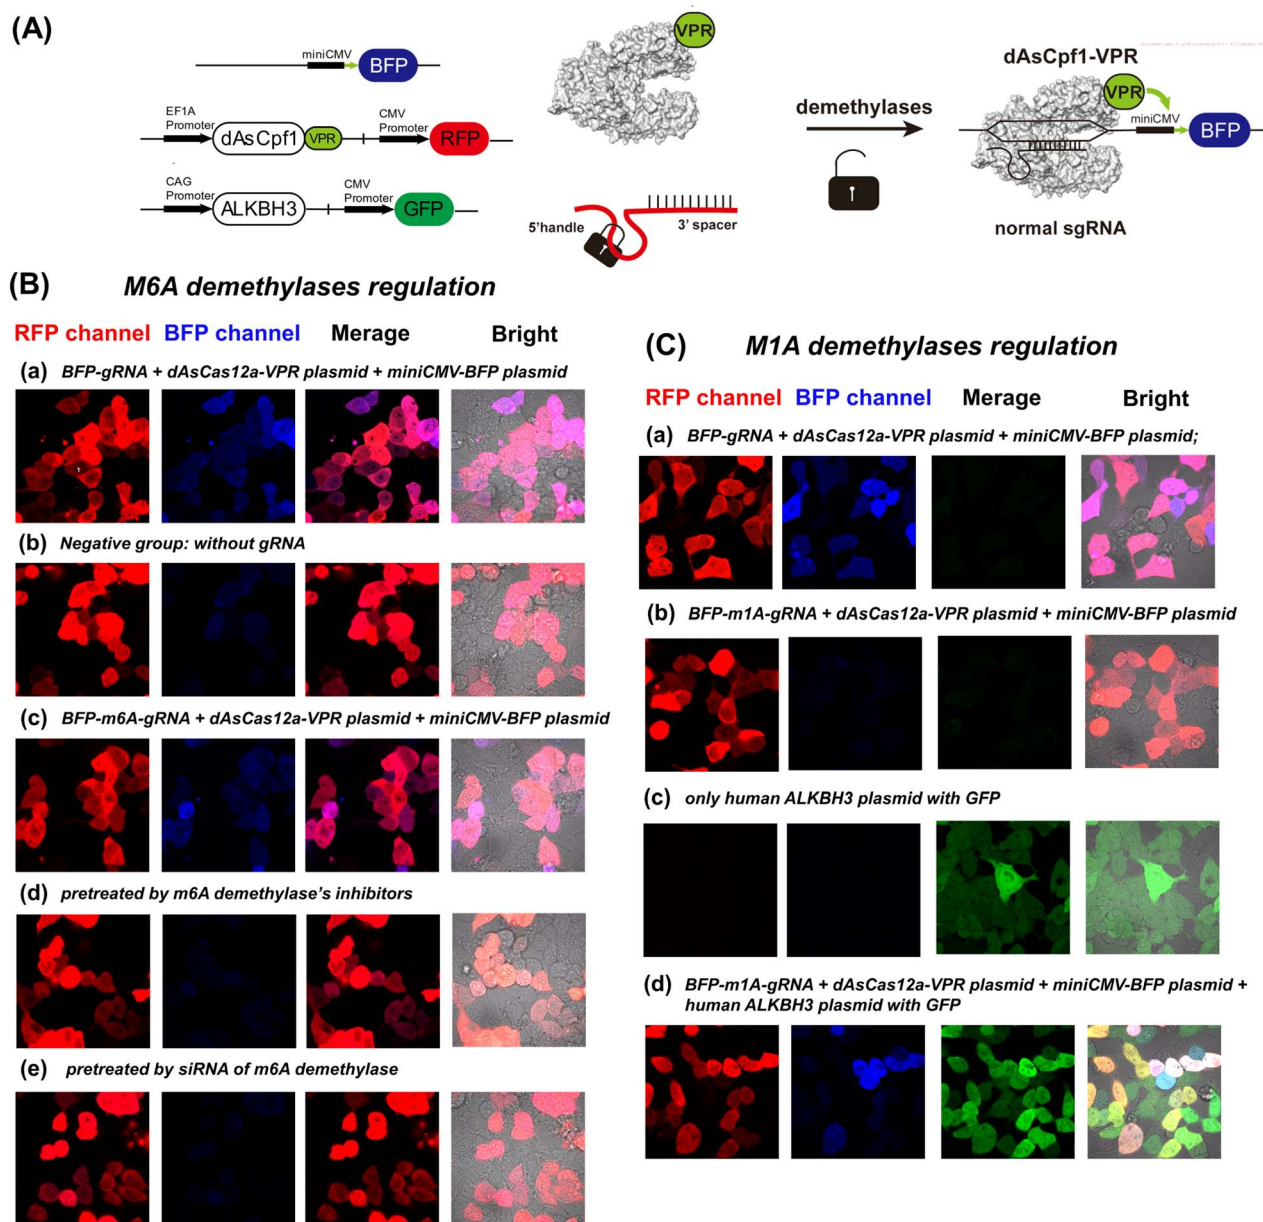 (A)
miniCMV
BFP
EF1A
Promoter
dAsCpf1
VPR
CMV
Promoter
RFP
CAG
Promoter
ALKBH3
CMV
Promoter
GFP
VPR
5'handle
3' spacer
demethylases
dAsCpf1-VPR
VPR
miniCMV
BFP
normal sgRNA
(B) M6A demethylases regulation
RFP channel BFP channel Merage Bright
(a) BFP-gRNA + dAsCas12a-VPR plasmid + miniCMV-BFP plasmid
(b) Negative group: without gRNA
(c) BFP-m6A-gRNA + dAsCas12a-VPR plasmid + miniCMV-BFP plasmid
(d) pretreated by m6A demethylase's inhibitors
(e) pretreated by siRNA of m6A demethylase
(C) M1A demethylases regulation
RFP channel BFP channel Merage Bright
(a) BFP-gRNA + dAsCas12a-VPR plasmid + miniCMV-BFP plasmid;
(b) BFP-m1A-gRNA + dAsCas12a-VPR plasmid + miniCMV-BFP plasmid
(c) only human ALKBH3 plasmid with GFP
(d) BFP-m1A-gRNA + dAsCas12a-VPR plasmid + miniCMV-BFP plasmid +
human ALKBH3 plasmid with GFP